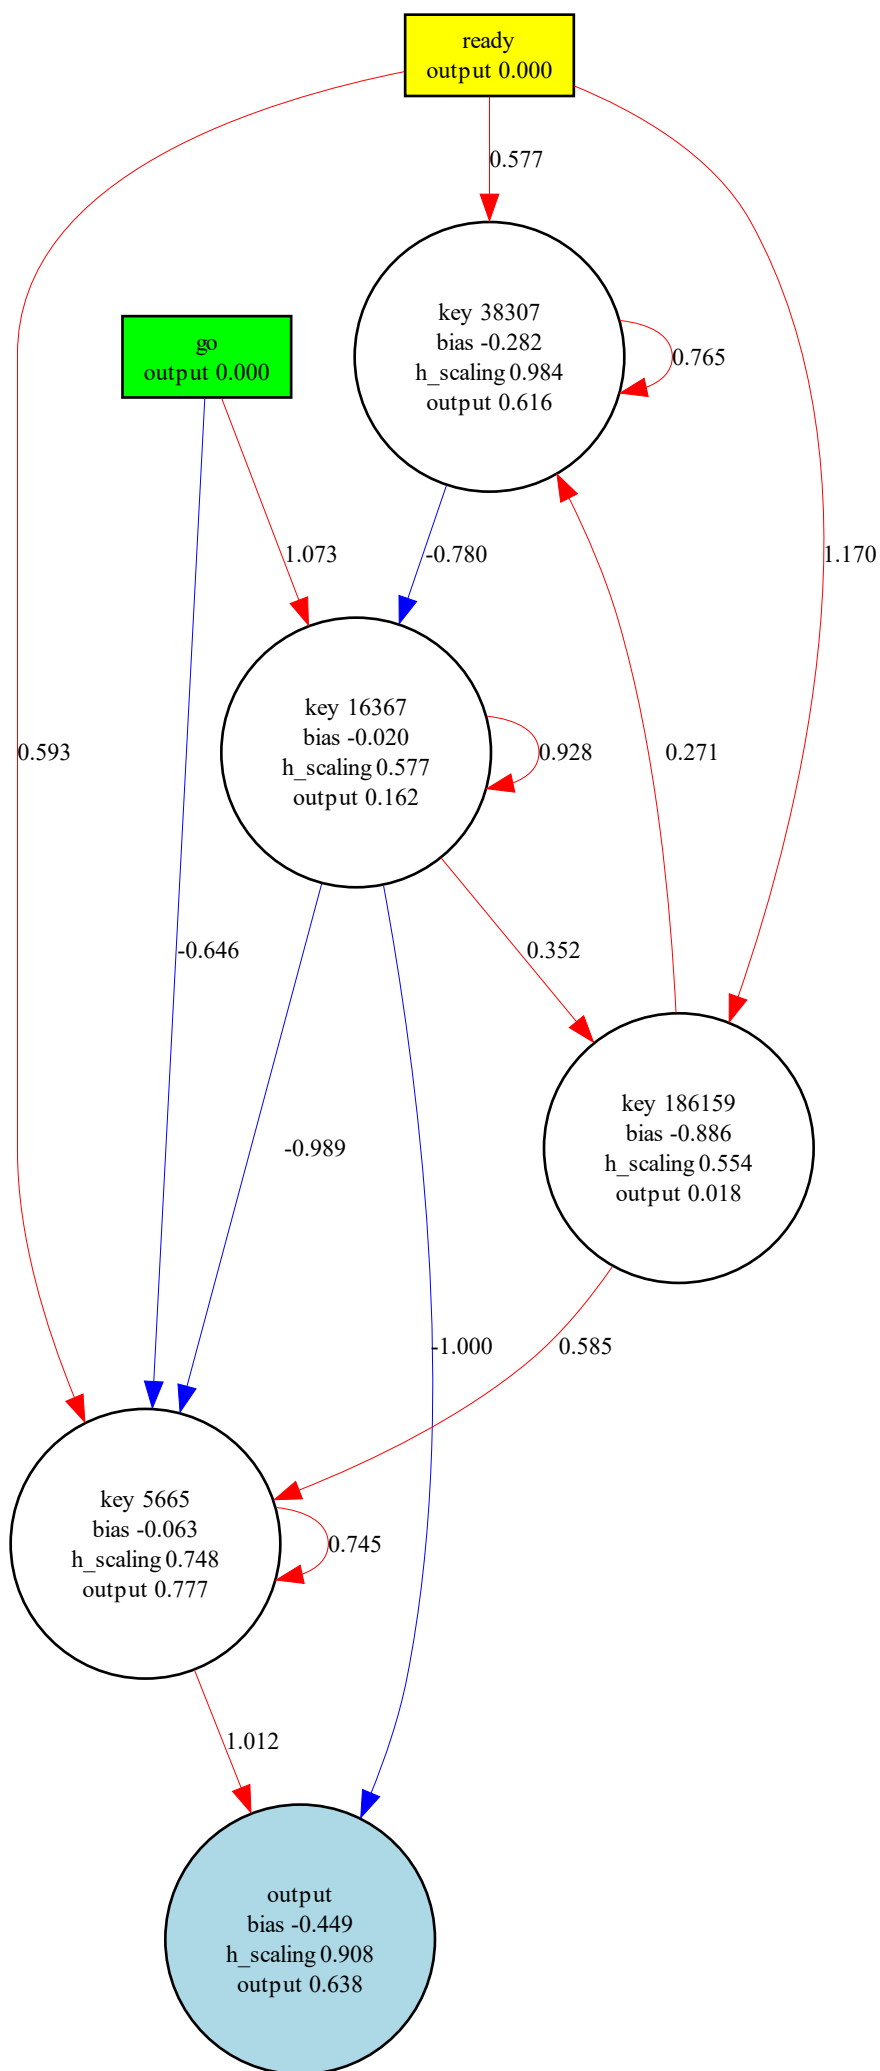 ready
output 0.000
0.577
go
output 0.000
key 38307
bias -0.282
h_scaling 0.984
output 0.616
0.765
1.073
-0.780
1.170
0.593
key 16367
bias -0.020
h_scaling 0.577
output 0.162
0.928
0.271
-0.646
0.352
key 186159
bias -0.886
h_scaling 0.554
output 0.018
-0.989
-1.000
0.585
key 5665
bias -0.063
h_scaling 0.748
output 0.777
0.745
1.012
output
bias -0.449
h_scaling 0.908
output 0.638